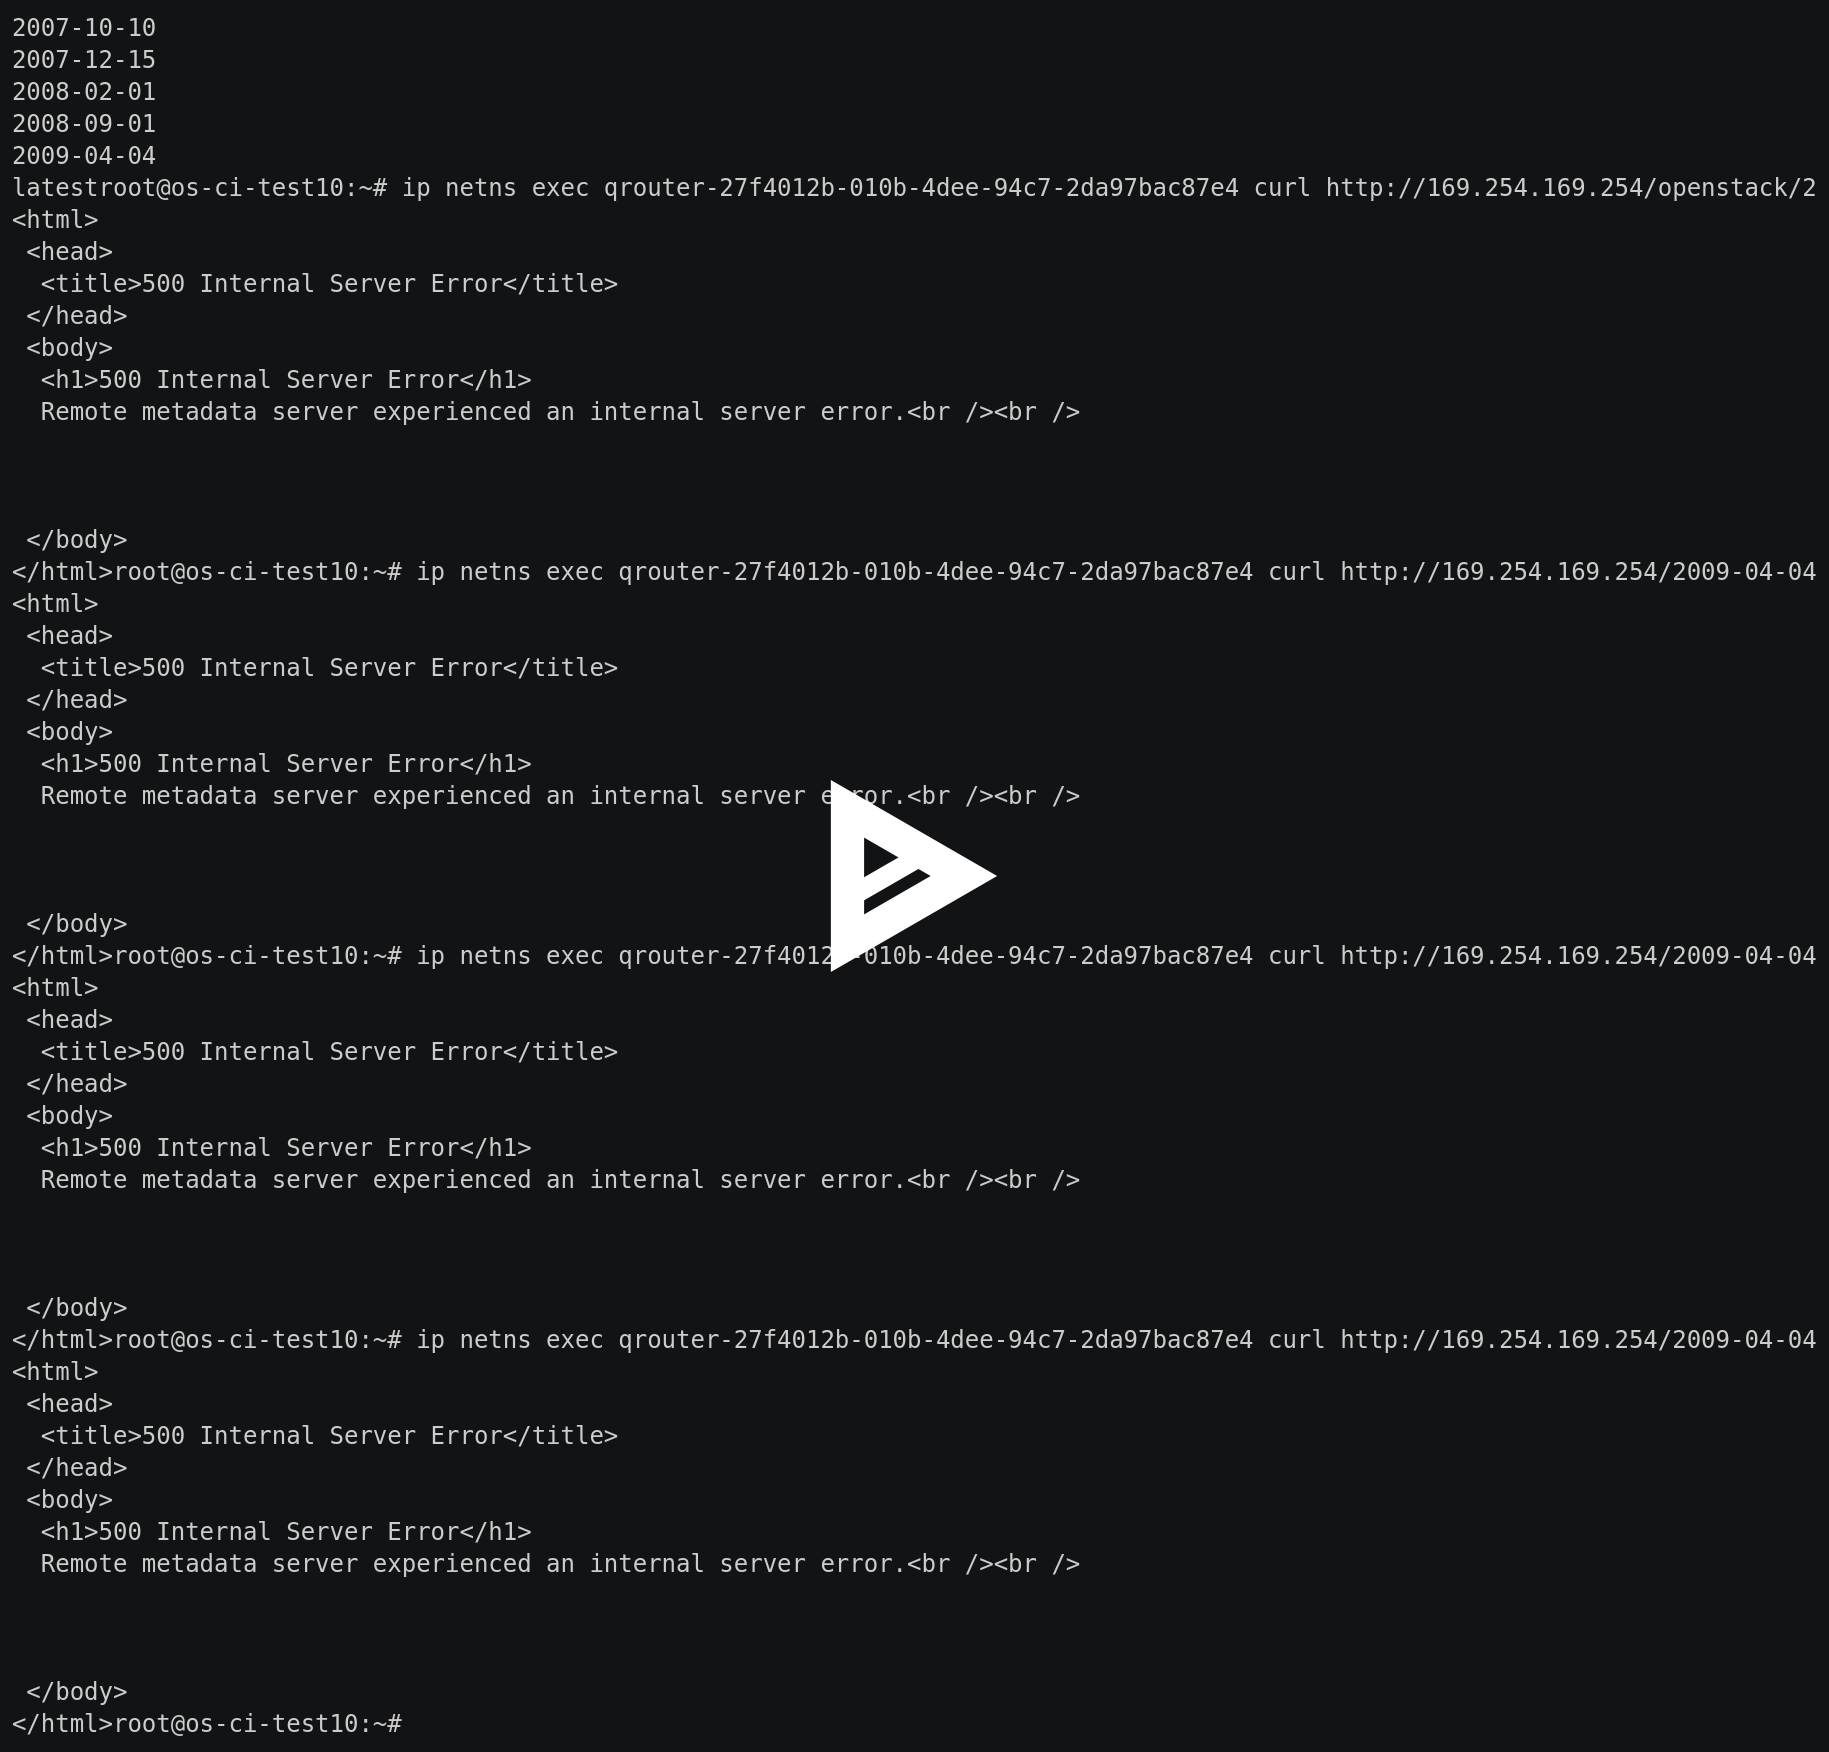 2007-10-10
2007-12-15
2008-02-01
2008-09-01
2009-04-04
latestroot@os-ci-test10:~# ip netns exec qrouter-27f4012b-010b-4dee-94c7-2da97bac87e4 curl http://169.254.169.254/openstack/2
<html>
 <head>
  <title>500 Internal Server Error</title>
 </head>
 <body>
  <h1>500 Internal Server Error</h1>
  Remote metadata server experienced an internal server error.<br /><br />
 </body>
</html>root@os-ci-test10:~# ip netns exec qrouter-27f4012b-010b-4dee-94c7-2da97bac87e4 curl http://169.254.169.254/2009-04-04
<html>
 <head>
  <title>500 Internal Server Error</title>
 </head>
 <body>
  <h1>500 Internal Server Error</h1>
  Remote metadata server experienced an internal server error.<br /><br />
 </body>
</html>root@os-ci-test10:~# ip netns exec qrouter-27f4012b-010b-4dee-94c7-2da97bac87e4 curl http://169.254.169.254/2009-04-04
<html>
 <head>
  <title>500 Internal Server Error</title>
 </head>
 <body>
  <h1>500 Internal Server Error</h1>
  Remote metadata server experienced an internal server error.<br /><br />
 </body>
</html>root@os-ci-test10:~# ip netns exec qrouter-27f4012b-010b-4dee-94c7-2da97bac87e4 curl http://169.254.169.254/2009-04-04
<html>
 <head>
  <title>500 Internal Server Error</title>
 </head>
 <body>
  <h1>500 Internal Server Error</h1>
  Remote metadata server experienced an internal server error.<br /><br />
 </body>
</html>root@os-ci-test10:~#